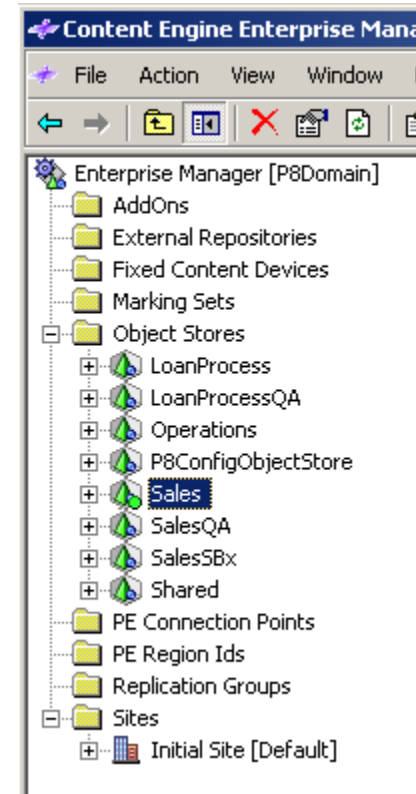 Content Engine Enterprise Mana
File Action View Window
Enterprise Manager [P8Domain]
AddOns
External Repositories
Fixed Content Devices
Marking Sets
Object Stores
LoanProcess
LoanProcessQA
Operations
P8ConfigObjectStore
Sales
SalesQA
SalesSBx
Shared
PE Connection Points
PE Region Ids
Replication Groups
Sites
Initial Site [Default]